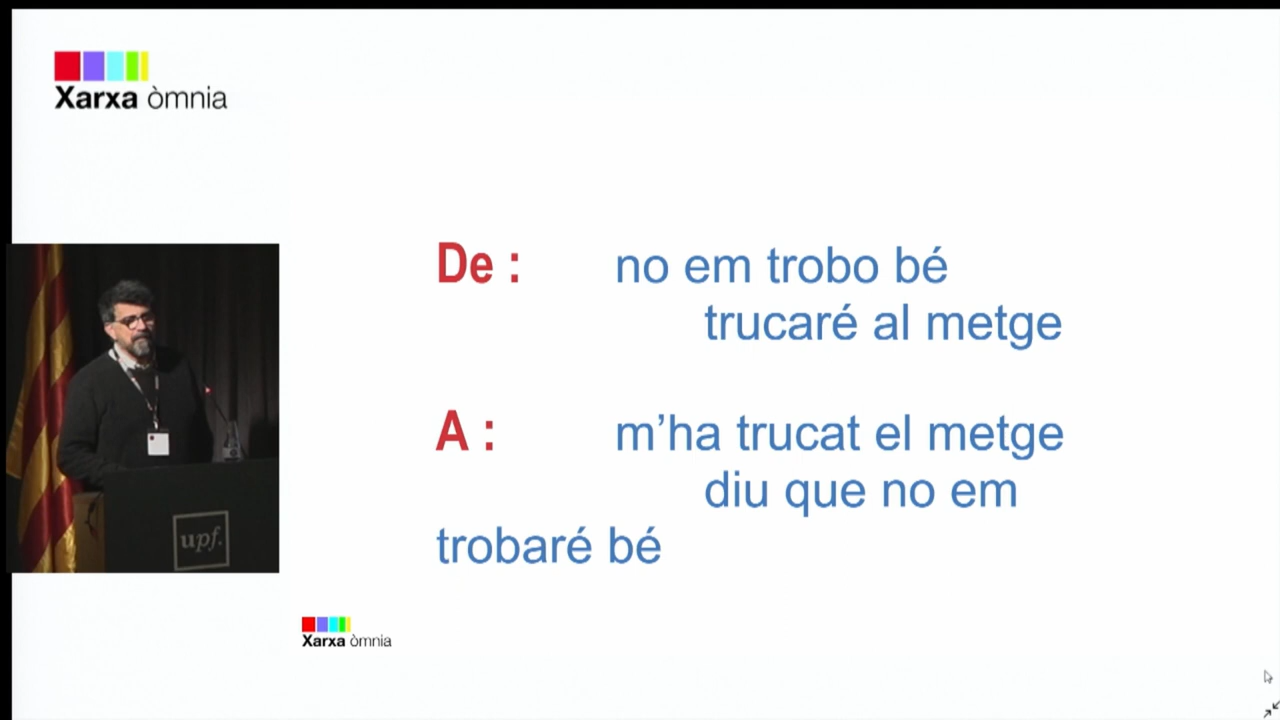 Xarxa òmnia
De : no em trobo bé
trucaré al metge
A : m’ha trucat el metge
diu que no em
trobaré bé
upf.
Xarxa òmnia